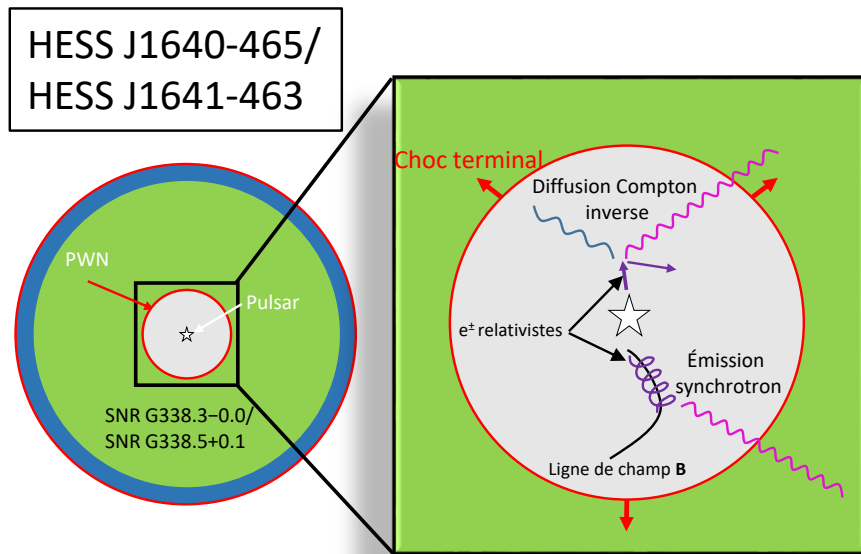 HESS J1640-465/
HESS J1641-463
PWN
Pulsar
SNR G338.3−0.0/
SNR G338.5+0.1
Choc terminal
Diffusion Compton
inverse
e± relativistes
Émission
synchrotron
Ligne de champ B